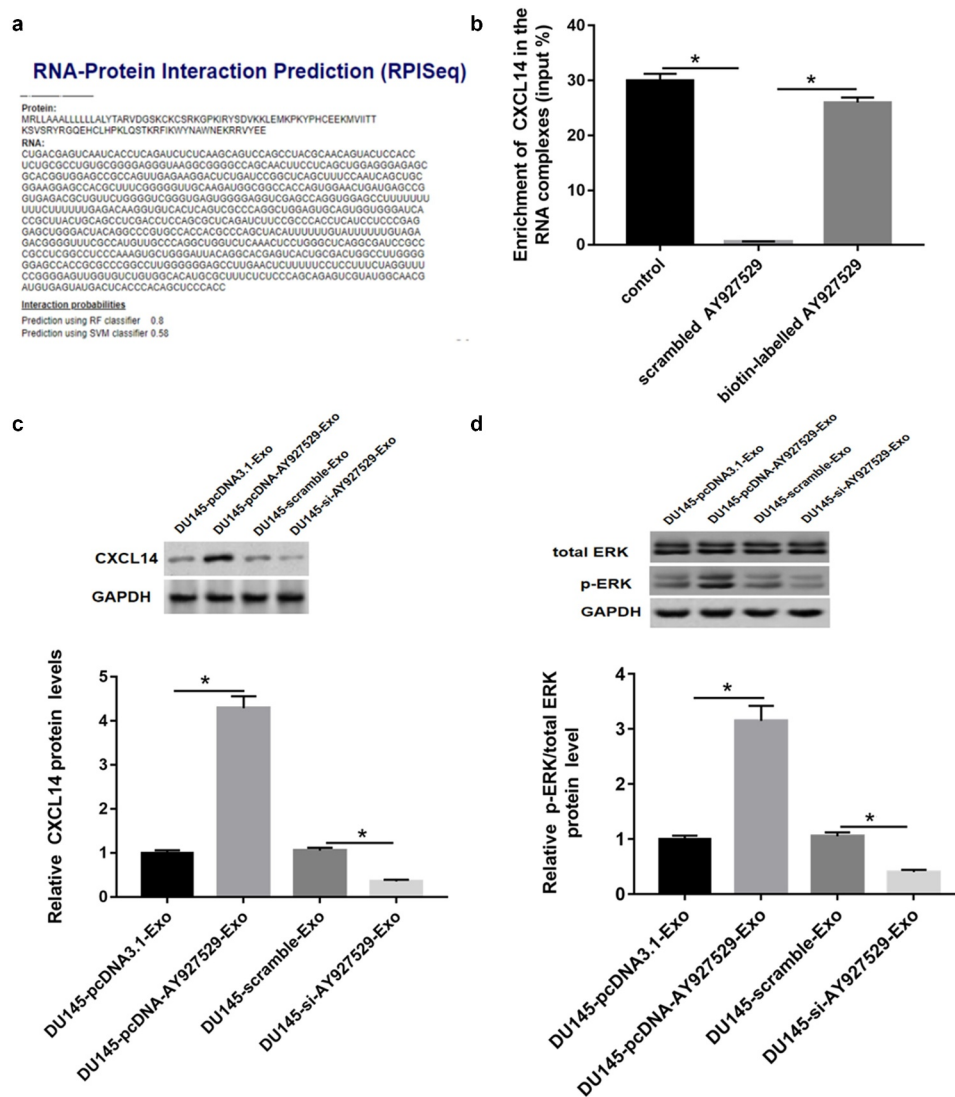 a
RNA-Protein Interaction Prediction (RPISeq)
Protein:
MRLLAAALLLLLLALYTARVDGSKCKCSRKGPKIRYSDVKKLEMKPKYPHCEEKMVIITT
KSVSRYRGQEHCLHPKLQSTKRFIKWYNAWNEKRRVYEE
RNA:
CUGACGAGUCAAUCACCUCAGAUCUCUCAAGCAGUCCAGCCUACGCAACAGUACUCCACC
UCUGCGCCUGUGCGGGGAGGGUAAGGCGGGGCCAGCAACUUCCUCAGCUGGAGGGAGAGC
GCACGGUGGAGCCGCCAGUUGAGAAGGACUCUGAUCCGGCUCAGCUUUCCAAUCAGCUGC
GGAAGGAGCCACGCUUUCGGGGGUUGCAAGAUGGCGGCCACCAGUGGAACUGAUGAGCCG
GUGAGACGCUGUUCUGGGGUCGGGUGAGUGGGGAGGUCGAGCCAGGUGGAGCCUUUUUUU
UUUCUUUUUUGAGACAAGGUGUCACUCAGUCGCCCAGGCUGGAGUGCAGUGGUGGGAUCA
CCGCUUACUGCAGCCUCGACCUCCAGCGCUCAGAUCUUCCGCCCACCUCAUCCUCCCGAG
GAGCUGGGACUACAGGCCCGUGCCACCACGCCCAGCUACAUUUUUUGUAUUUUUUGUAGA
GACGGGGUUUCGCCAUGUUGCCCAGGCUGGUCUCAAACUCCUGGGCUCAGGCGAUCCGCC
CGCCUCGGCCUCCCAAAGUGCUGGGAUUACAGGCACGAGUCACUGCGACUGGCCUUGGGGG
GGAGCCACCGCGCCCGGCCUUGGGGGGAGCCUUGAACUCUUUUUCCUCCUUUCUAGGUUU
CCGGGGAGUUGGUGUCUGUGGCACAUGCGCUUUCUCUCCCAGCAGAGUCGUAUGGCAACG
AUGUGAGUAUGACUCACCCACAGCUCCCACC
Interaction probabilities
Prediction using RF classifier 0.8
Prediction using SVM classifier 0.58
b
Enrichment of CXCL14 in the
RNA complexes (input %)
40
30
20
10
0
*
*
control
scrambled AY927529
biotin-labelled AY927529
c
DU145-pcDNA3.1-Exo
DU145-pcDNA-AY927529-Exo
DU145-scramble-Exo
DU145-si-AY927529-Exo
CXCL14
GAPDH
Relative CXCL14 protein levels
5
4
3
2
1
0
*
*
DU145-pcDNA3.1-Exo
DU145-pcDNA-AY927529-Exo
DU145-scramble-Exo
DU145-si-AY927529-Exo
d
DU145-pcDNA3.1-Exo
DU145-pcDNA-AY927529-Exo
DU145-scramble-Exo
DU145-si-AY927529-Exo
total ERK
p-ERK
GAPDH
Relative p-ERK/total ERK
protein level
4
3
2
1
0
*
*
DU145-pcDNA3.1-Exo
DU145-pcDNA-AY927529-Exo
DU145-scramble-Exo
DU145-si-AY927529-Exo